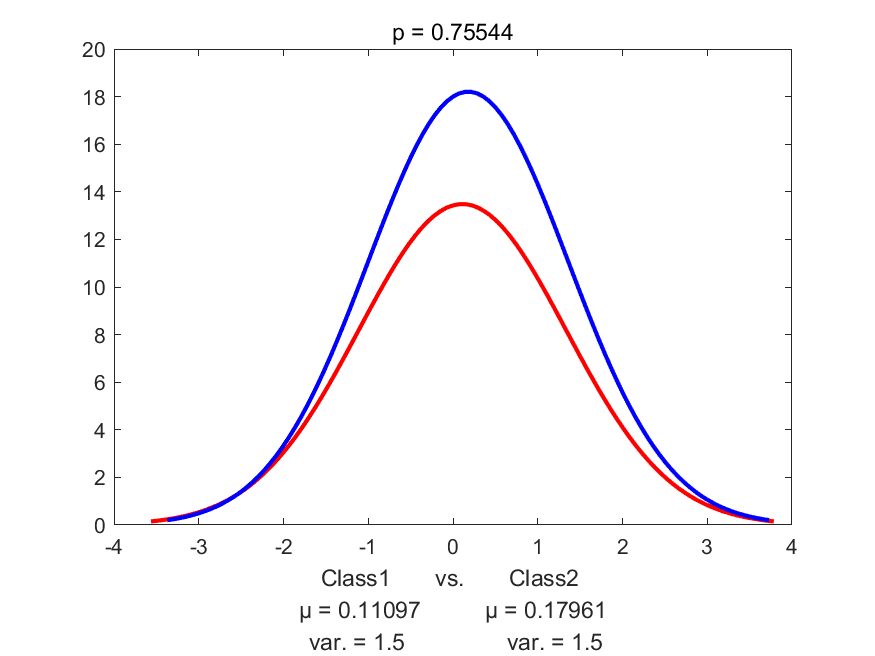 p = 0.75544
20
18
16
14
12
10
8
6
4
2
0
-4 -3 -2 -1 0 1 2 3 4
Class1 vs. Class2
μ = 0.11097 μ = 0.17961
var. = 1.5 var. = 1.5